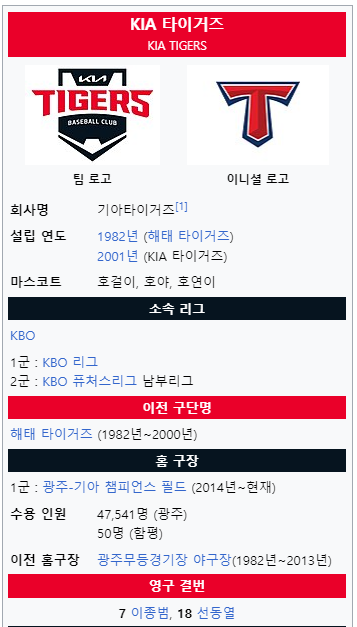 KIA 타이거즈
KIA TIGERS
KIA
TIGERS
BASEBALL CLUB
T
팀 로고
이니셜 로고
회사명 기아타이거즈[1]
설립 연도 1982년 (해태 타이거즈)
2001년 (KIA 타이거즈)
마스코트 호걸이, 호야, 호연이
소속 리그
KBO
1군 : KBO 리그
2군 : KBO 퓨처스리그 남부리그
이전 구단명
해태 타이거즈 (1982년~2000년)
홈 구장
1군 : 광주-기아 챔피언스 필드 (2014년~현재)
수용 인원 47,541명 (광주)
50명 (함평)
이전 홈구장 광주무등경기장 야구장(1982년~2013년)
영구 결번
7 이종범, 18 선동열